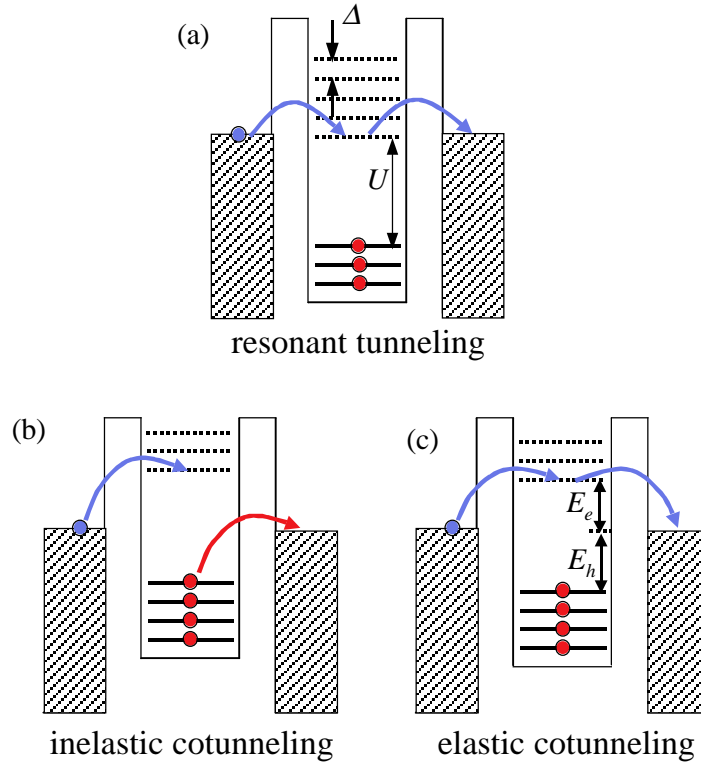 (a)
Δ
U
resonant tunneling
(b)
(c)
E_e
E_h
inelastic cotunneling
elastic cotunneling